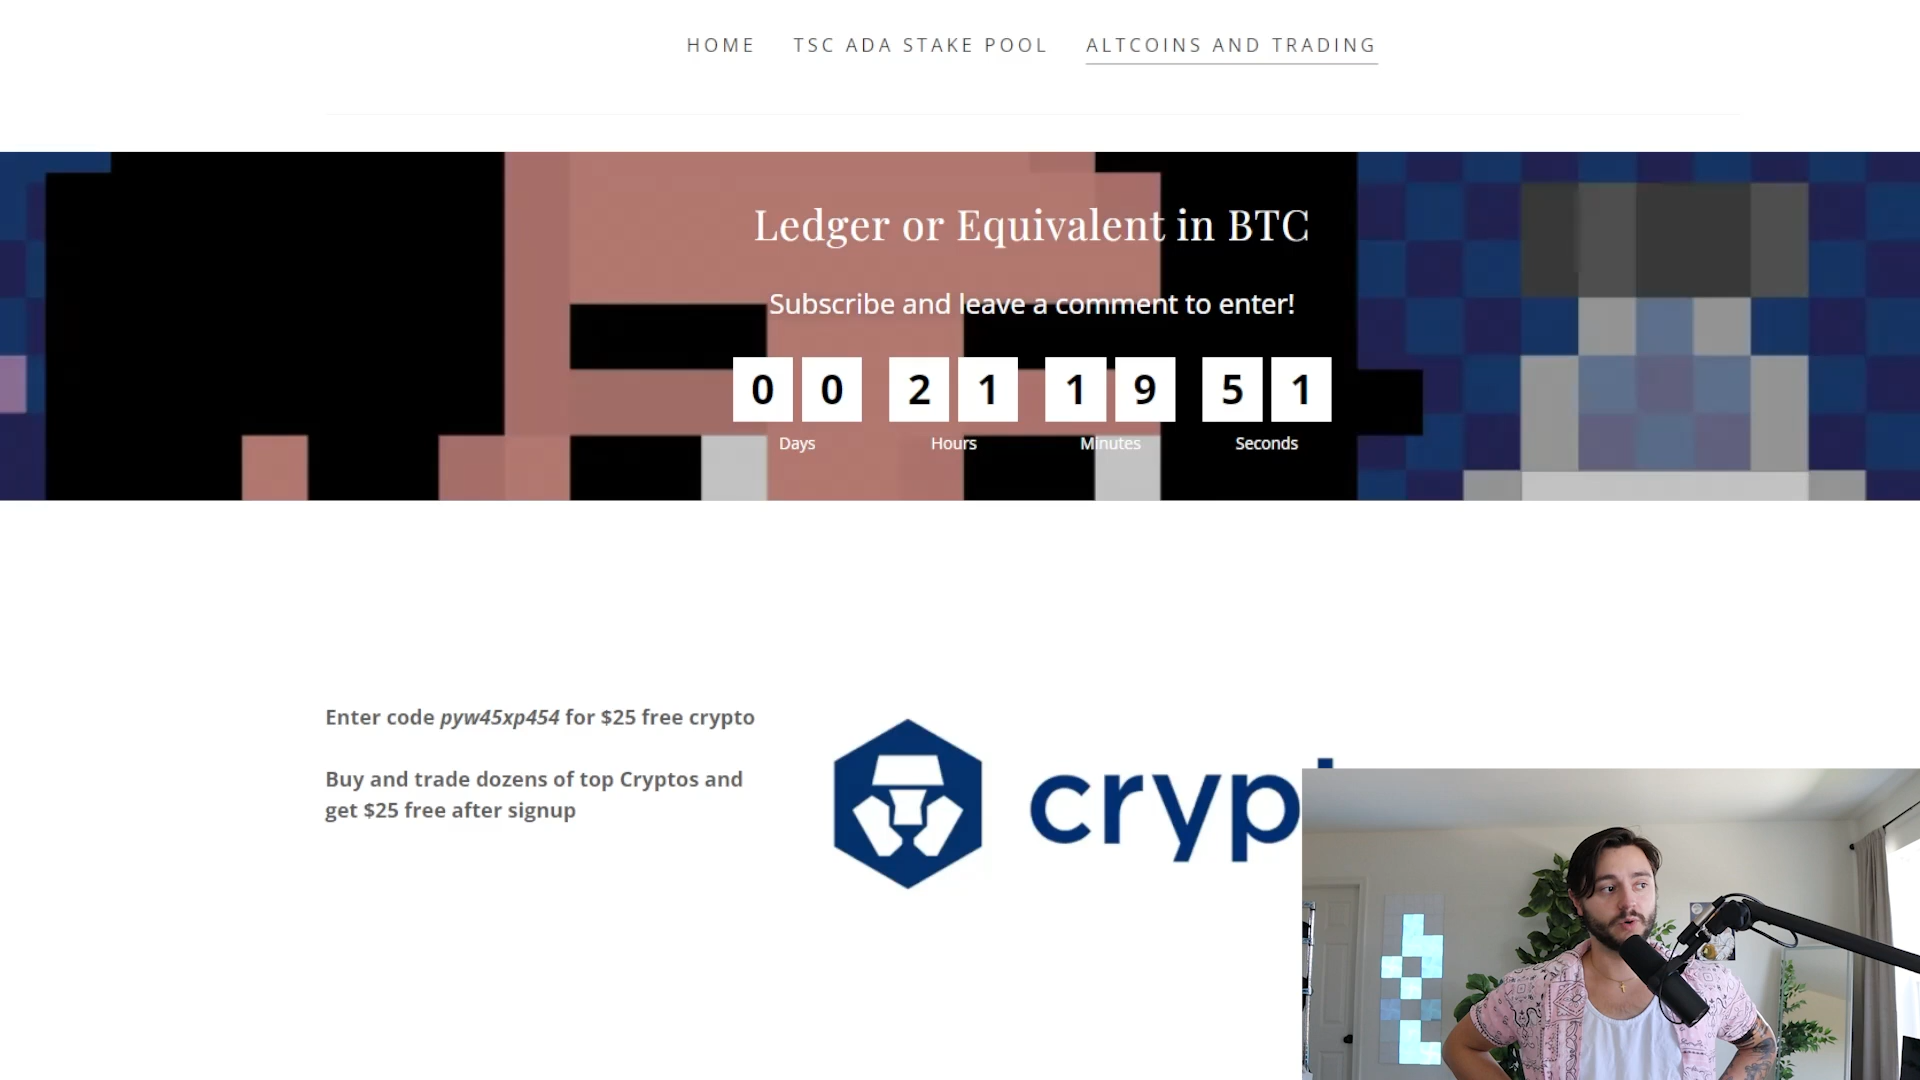 HOME TSC ADA STAKE POOL ALTCOINS AND TRADING
Ledger or Equivalent in BTC
Subscribe and leave a comment to enter!
0 0 2 1 1 9 5 1
Days Hours Minutes Seconds
Enter code pyw45xp454 for $25 free crypto
Buy and trade dozens of top Cryptos and
get $25 free after signup
cryp